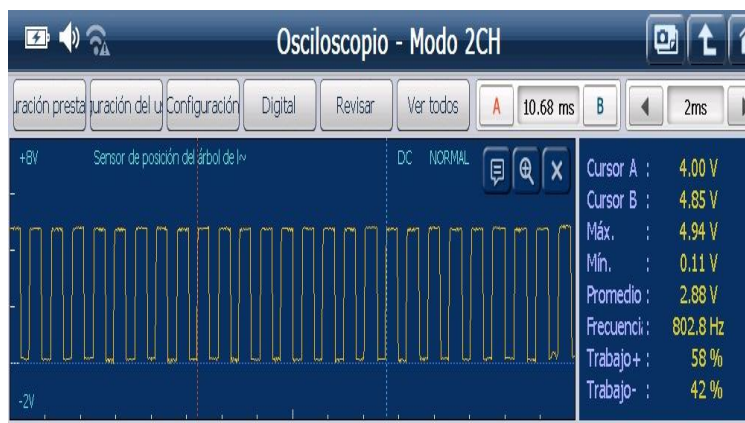 Osciloscopio - Modo 2CH
uración presta
guración del u
Configuración
Digital
Revisar
Ver todos
A
10.68 ms
B
2ms
+8V
Sensor de posición del árbol de l~
DC
NORMAL
-2V
Cursor A : 4.00 V
Cursor B : 4.85 V
Máx. : 4.94 V
Mín. : 0.11 V
Promedio : 2.88 V
Frecuencia: 802.8 Hz
Trabajo+ : 58 %
Trabajo- : 42 %